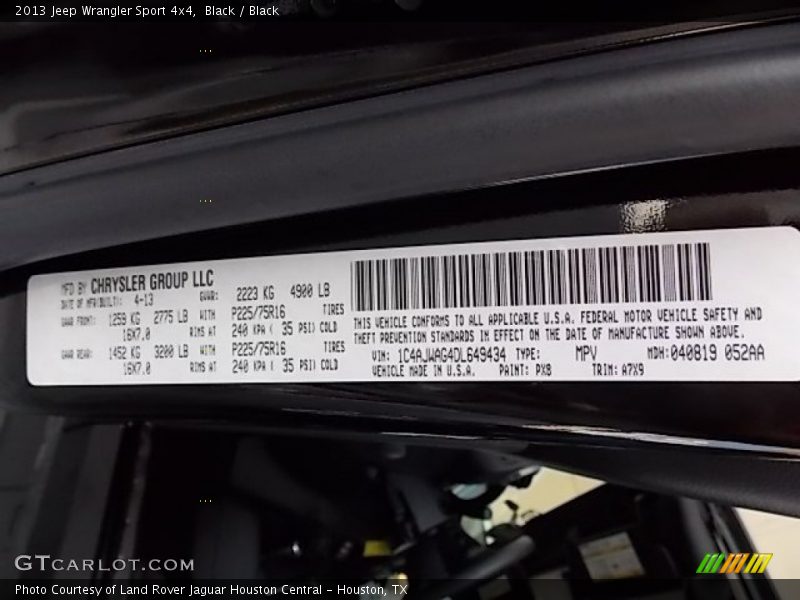 2013 Jeep Wrangler Sport 4x4, Black / Black
MFD BY CHRYSLER GROUP LLC
DATE OF MFR(BUILT): 4-13 GVWR: 2223 KG 4900 LB
GAWR FRONT: 1259 KG 2775 LB WITH P225/75R16 TIRES
16X7.0 RIMS AT 240 KPA ( 35 PSI) COLD
GAWR REAR: 1452 KG 3200 LB WITH P225/75R16 TIRES
16X7.0 RIMS AT 240 KPA ( 35 PSI) COLD
THIS VEHICLE CONFORMS TO ALL APPLICABLE U.S.A. FEDERAL MOTOR VEHICLE SAFETY AND
THEFT PREVENTION STANDARDS IN EFFECT ON THE DATE OF MANUFACTURE SHOWN ABOVE.
VIN: 1C4AJWAG4DL649434 TYPE: MPV MDH: 040819 052AA
VEHICLE MADE IN U.S.A. PAINT: PX8 TRIM: A7X9
GTCARLOT.COM
Photo Courtesy of Land Rover Jaguar Houston Central - Houston, TX